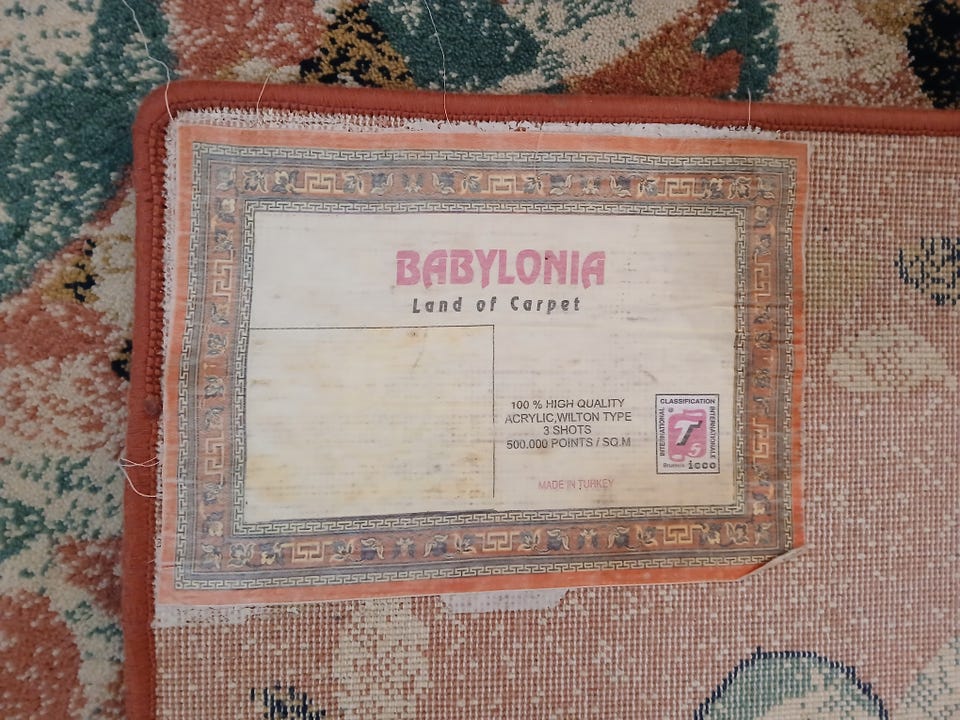 BABYLONIA
Land of Carpet
100 % HIGH QUALITY
ACRYLIC,WILTON TYPE
3 SHOTS
500.000 POINTS / SQ.M
MADE IN TURKEY
CLASSIFICATION
INTERNATIONAL
T
5
INTERNATIONALE
Brussels icco